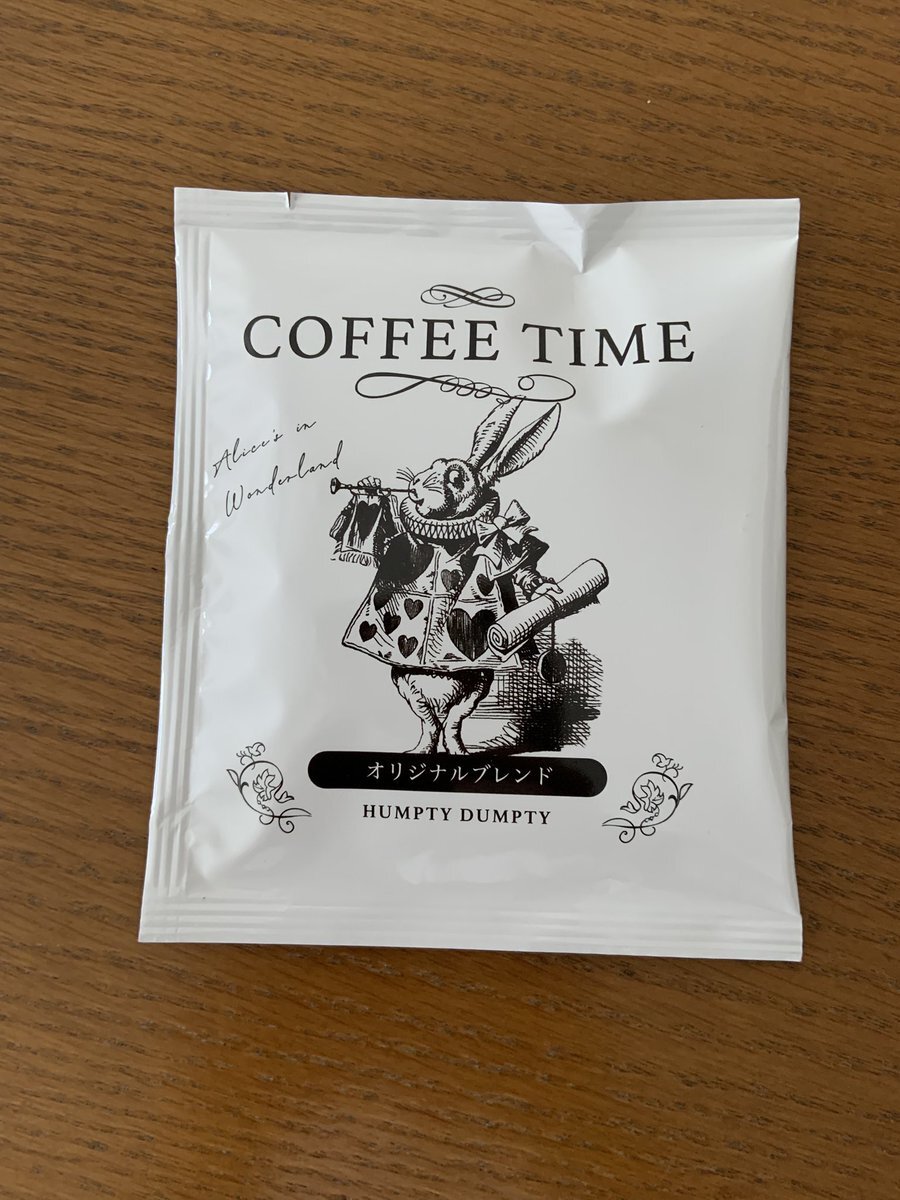 COFFEE TIME
Alice's in
Wonderland
オリジナルブレンド
HUMPTY DUMPTY